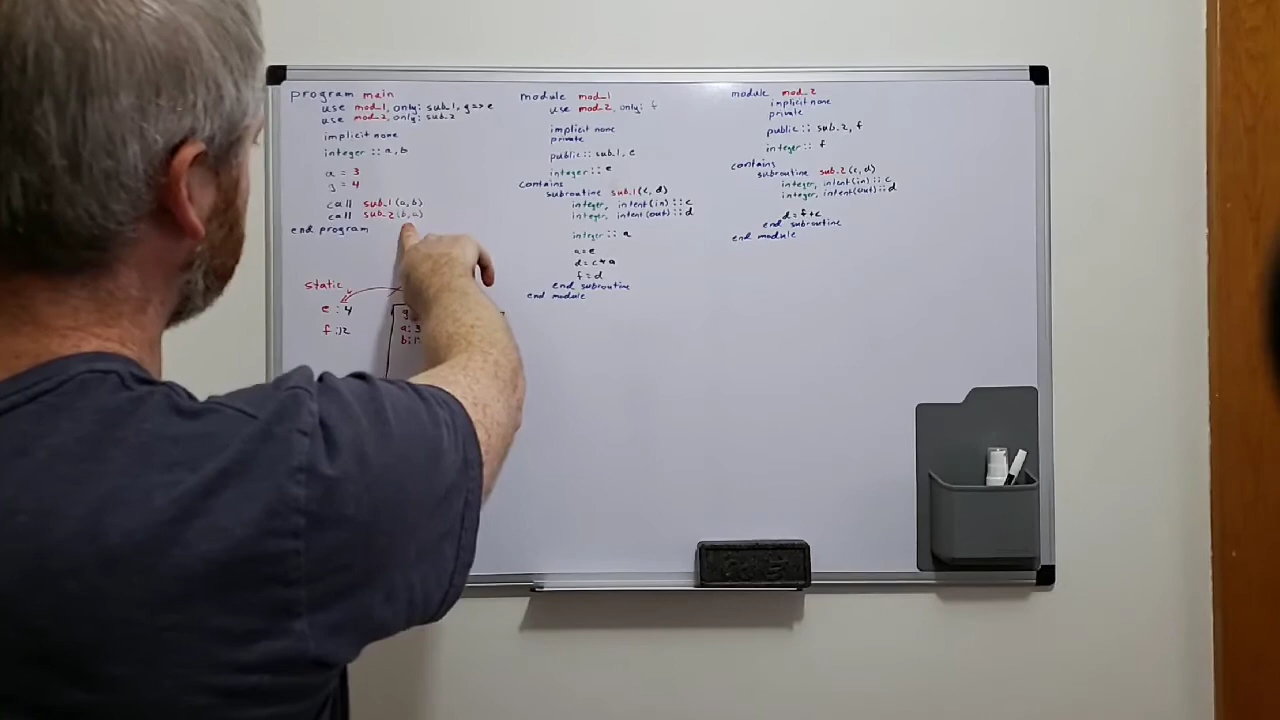 program main
use mod_1, only: sub_1, g => e
use mod_2, only: sub_2
implicit none
integer :: a, b
a = 3
g = 4
call sub_1(a, b)
call sub_2(b, a)
end program
static
e : 4
f : 12
g
a: 3
b: 1
module mod_1
use mod_2, only: f
implicit none
private
public :: sub_1, e
integer :: e
contains
subroutine sub_1(c, d)
integer, intent(in) :: c
integer, intent(out) :: d
integer :: a
a = e
d = c * a
f = d
end subroutine
end module
module mod_2
implicit none
private
public :: sub_2, f
integer :: f
contains
subroutine sub_2(c, d)
integer, intent(in) :: c
integer, intent(out) :: d
d = f + c
end subroutine
end module